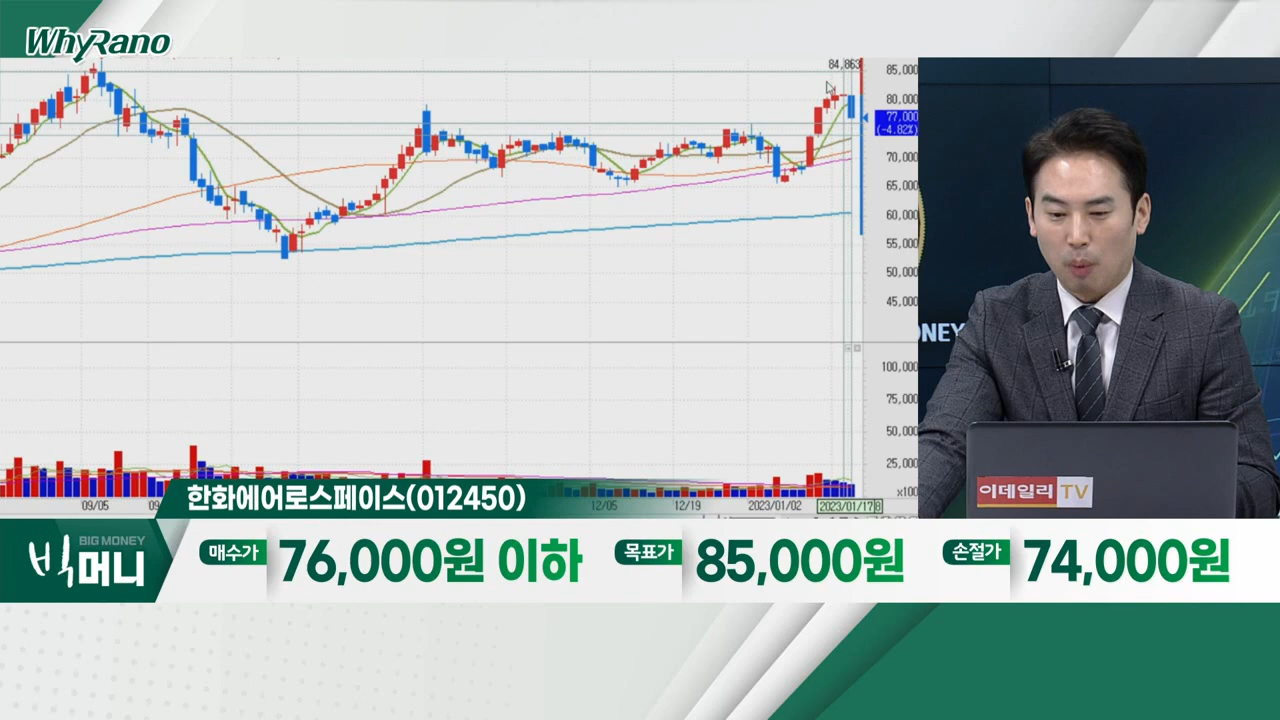 WhyRano
84,863
85,000
80,000
77,000
(-4.82%)
70,000
65,000
60,000
55,000
50,000
45,000
100,000
75,000
50,000
25,000
x100
09/05
12/05
12/19
2023/01/02
2023/01/17
ONEY
이데일리 TV
한화에어로스페이스(012450)
BIG MONEY
빅머니
매수가
76,000원 이하
목표가
85,000원
손절가
74,000원